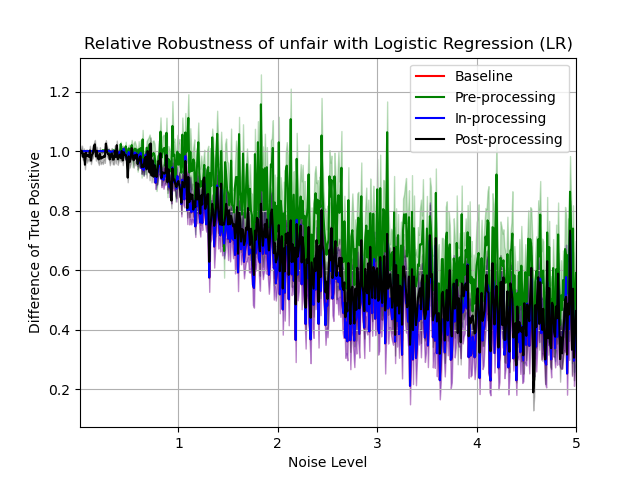 Relative Robustness of unfair with Logistic Regression (LR)
Difference of True Positive
1.2
1.0
0.8
0.6
0.4
0.2
Baseline
Pre-processing
In-processing
Post-processing
1 2 3 4 5
Noise Level